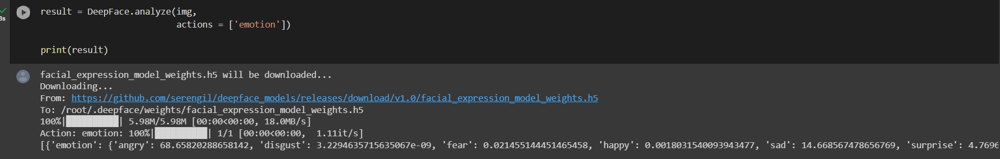 3s
result = DeepFace.analyze(img,
actions = ['emotion'])
print(result)
facial_expression_model_weights.h5 will be downloaded...
Downloading...
From: https://github.com/serengil/deepface_models/releases/download/v1.0/facial_expression_model_weights.h5
To: /root/.deepface/weights/facial_expression_model_weights.h5
100%|██████████| 5.98M/5.98M [00:00<00:00, 18.0MB/s]
Action: emotion: 100%|██████████| 1/1 [00:00<00:00,  1.11it/s]
[{'emotion': {'angry': 68.65820288658142, 'disgust': 3.2294635715635067e-09, 'fear': 0.021455144451465458, 'happy': 0.0018031540093943477, 'sad': 14.668567478656769, 'surprise': 4.7696